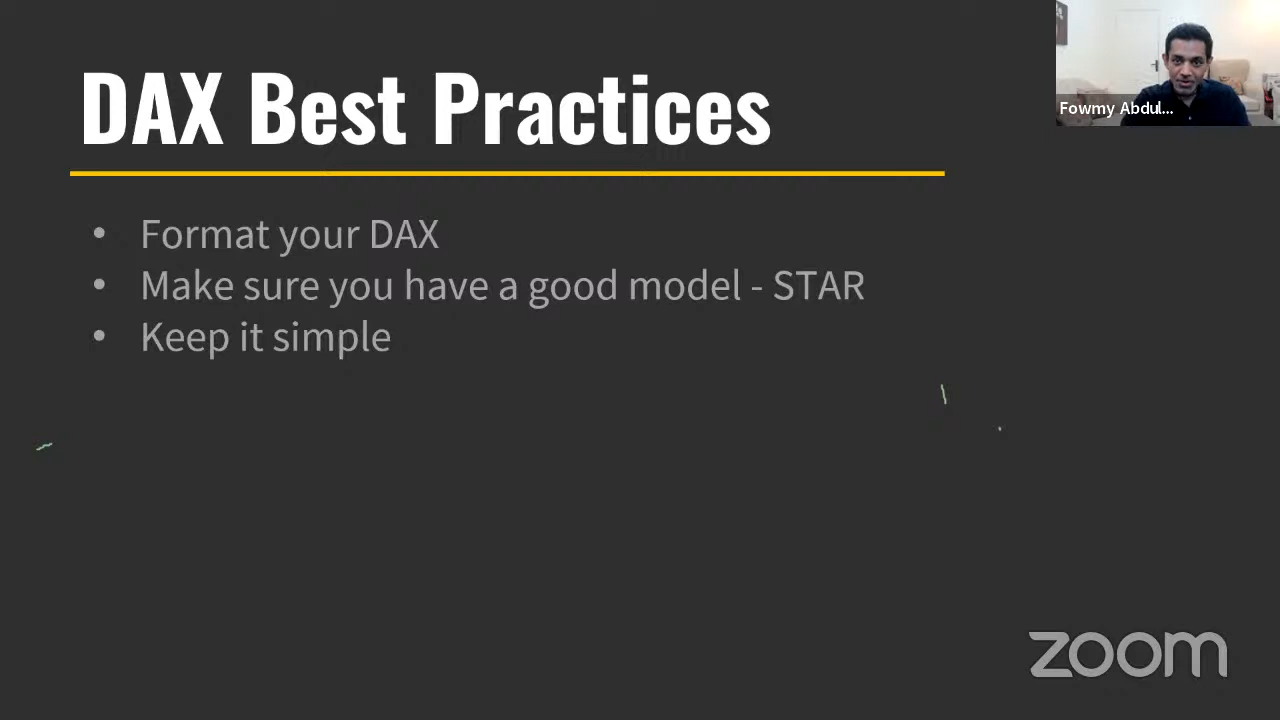 DAX Best Practices
Fowmy Abdul...
• Format your DAX
• Make sure you have a good model - STAR
• Keep it simple
zoom